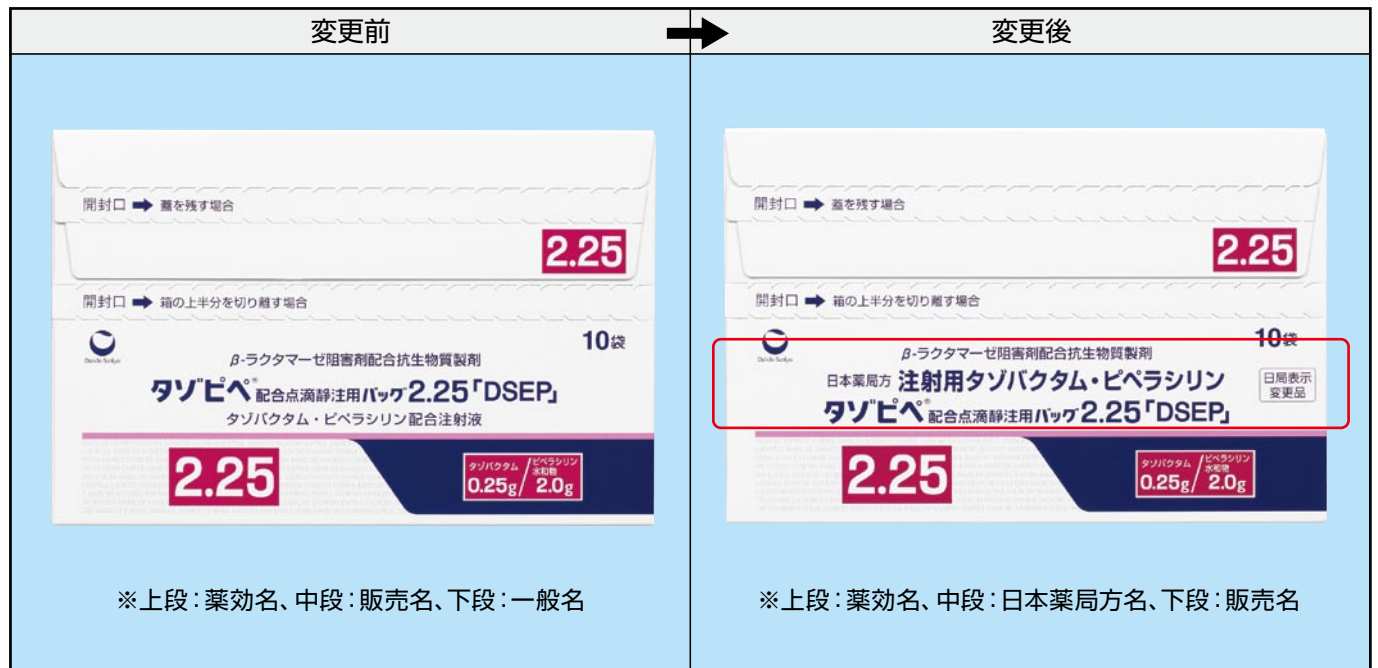 変更前
変更後
開封口 ➡ 蓋を残す場合
2.25
開封口 ➡ 箱の上半分を切り離す場合
Daiichi-Sankyo
10袋
β-ラクタマーゼ阻害剤配合抗生物質製剤
タゾピペ®配合点滴静注用バッグ2.25「DSEP」
タゾバクタム・ピペラシリン配合注射液
2.25
タゾバクタム/ピペラシリン水和物
0.25g/2.0g
※上段:薬効名、中段:販売名、下段:一般名
開封口 ➡ 蓋を残す場合
2.25
開封口 ➡ 箱の上半分を切り離す場合
Daiichi-Sankyo
10袋
β-ラクタマーゼ阻害剤配合抗生物質製剤
日本薬局方 注射用タゾバクタム・ピペラシリン
日局表示
変更品
タゾピペ®配合点滴静注用バッグ2.25「DSEP」
2.25
タゾバクタム/ピペラシリン水和物
0.25g/2.0g
※上段:薬効名、中段:日本薬局方名、下段:販売名